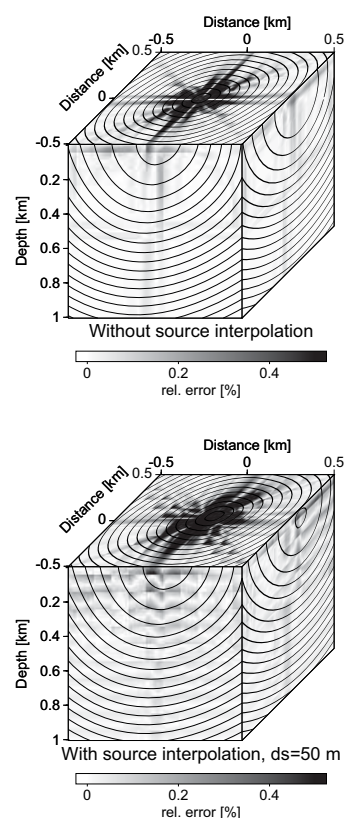 Distance [km]
-0.5 0 0.5
0.5
Distance [km]
0
-0.5
0.2
0.4
0.6
0.8
1
Depth [km]
Without source interpolation
0 0.2 0.4
rel. error [%]
Distance [km]
-0.5 0 0.5
0.5
Distance [km]
0
-0.5
0.2
0.4
0.6
0.8
1
Depth [km]
With source interpolation, ds=50 m
0 0.2 0.4
rel. error [%]